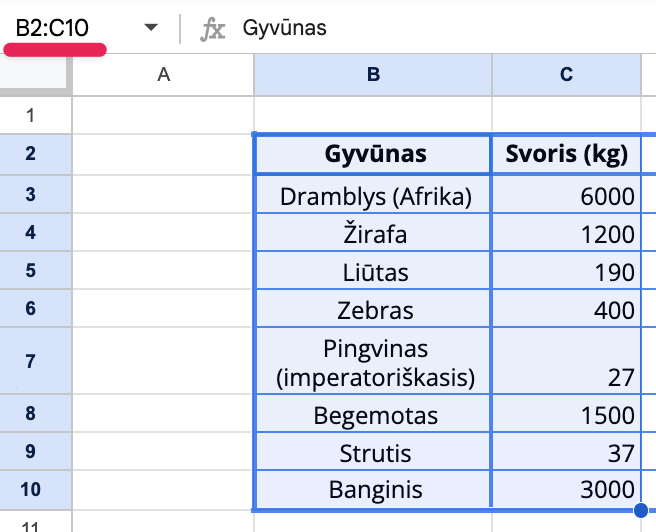 B2:C10 fx Gyvūnas
A B C
1
2 Gyvūnas Svoris (kg)
3 Dramblys (Afrika) 6000
4 Žirafa 1200
5 Liūtas 190
6 Zebras 400
Pingvinas
7 (imperatoriškasis) 27
8 Begemotas 1500
9 Strutis 37
10 Banginis 3000
11